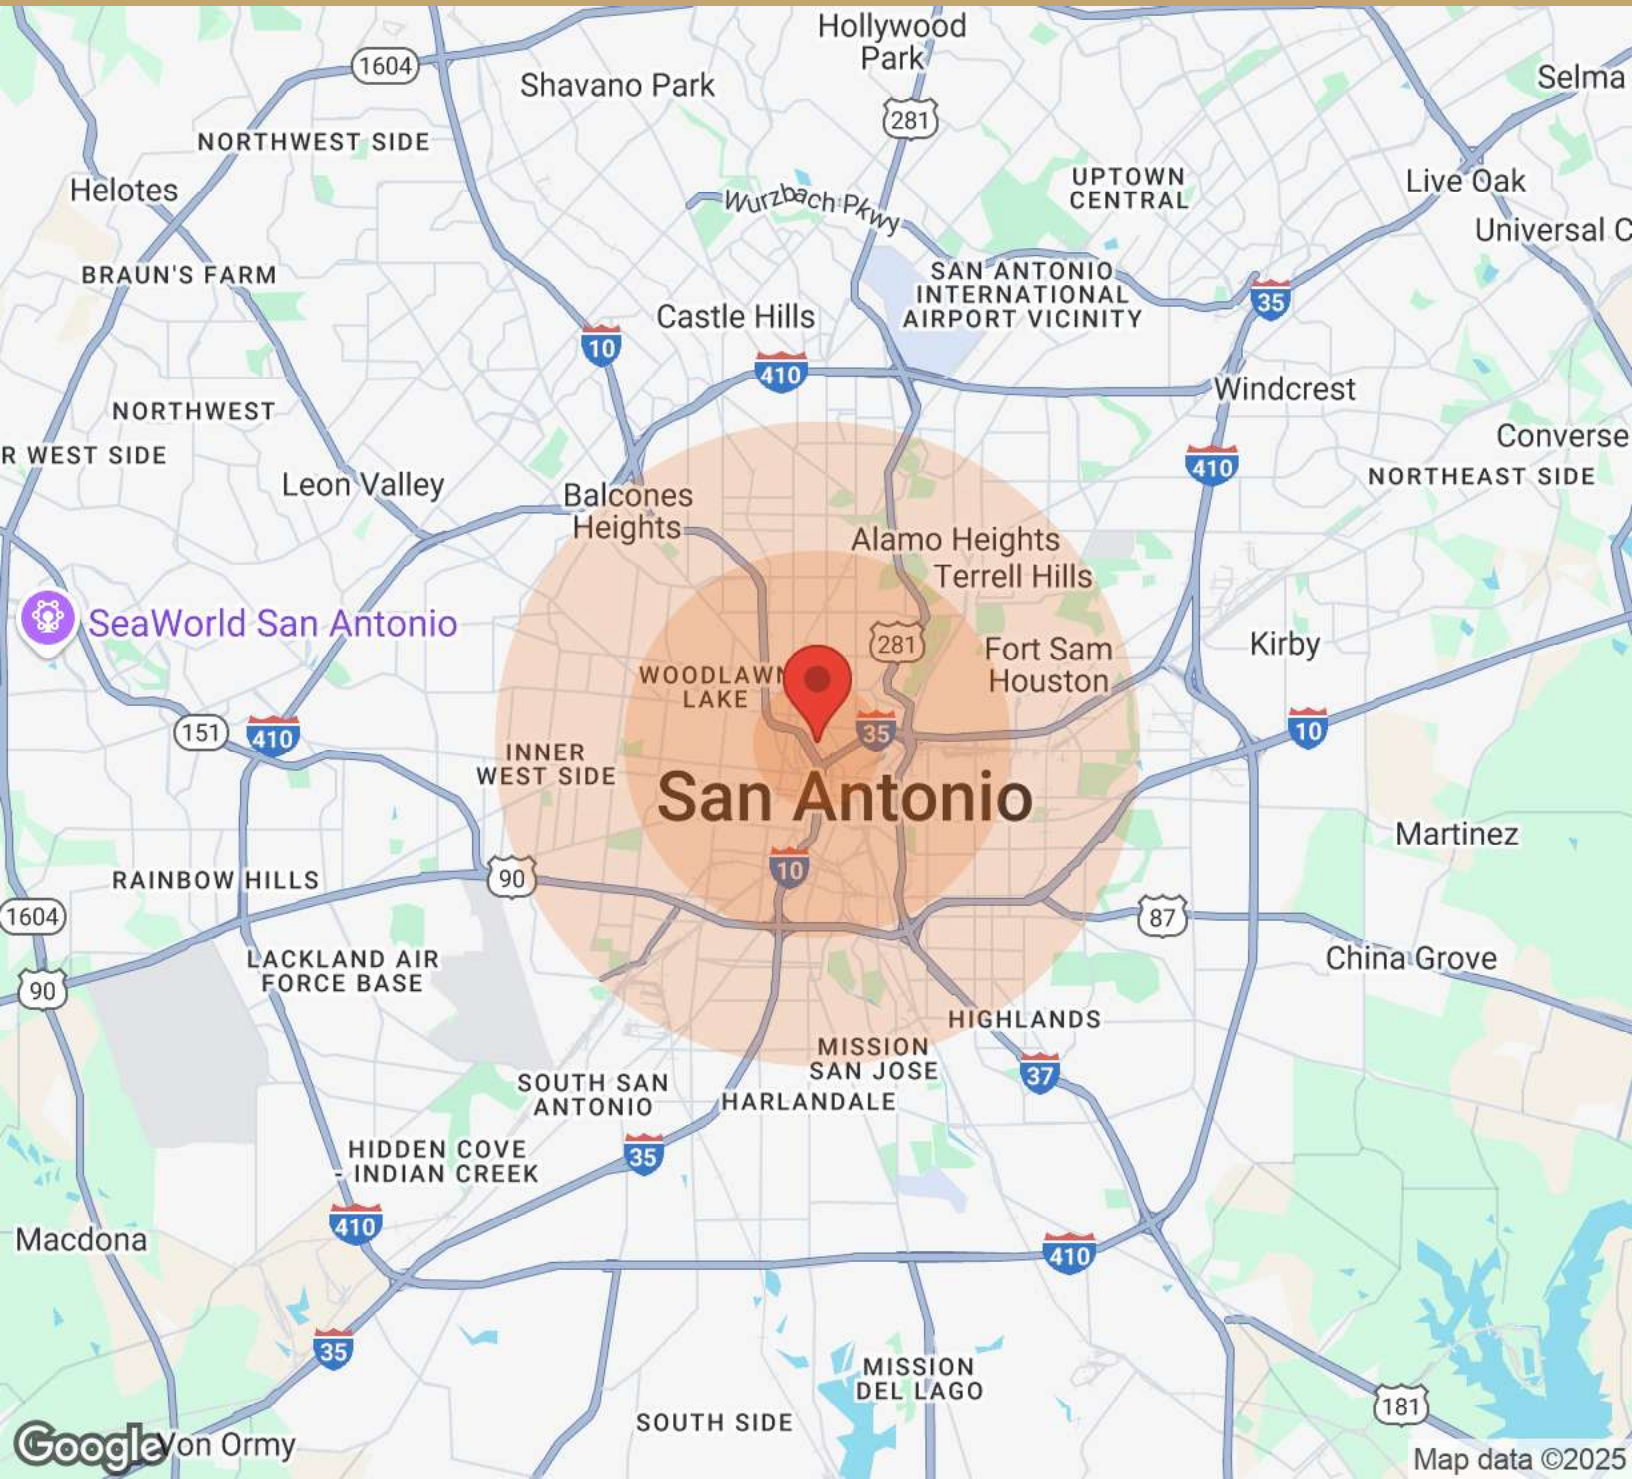 Hollywood
Park
1604
Shavano Park
Selma
281
NORTHWEST SIDE
Helotes
Wurzbach Pkwy
UPTOWN
CENTRAL
Live Oak
Universal C
BRAUN'S FARM
SAN ANTONIO
INTERNATIONAL
AIRPORT VICINITY
35
Castle Hills
10
410
Windcrest
NORTHWEST
Converse
R WEST SIDE
410
NORTHEAST SIDE
Leon Valley
Balcones
Heights
Alamo Heights
Terrell Hills
SeaWorld San Antonio
281
Fort Sam
Houston
Kirby
WOODLAWN
LAKE
151
410
35
10
INNER
WEST SIDE
San Antonio
Martinez
10
RAINBOW HILLS
90
1604
87
LACKLAND AIR
FORCE BASE
China Grove
90
HIGHLANDS
MISSION
SAN JOSE
37
SOUTH SAN
ANTONIO
HARLANDALE
HIDDEN COVE
- INDIAN CREEK
35
410
Macdona
410
35
MISSION
DEL LAGO
181
SOUTH SIDE
Google
Von Ormy
Map data ©2025